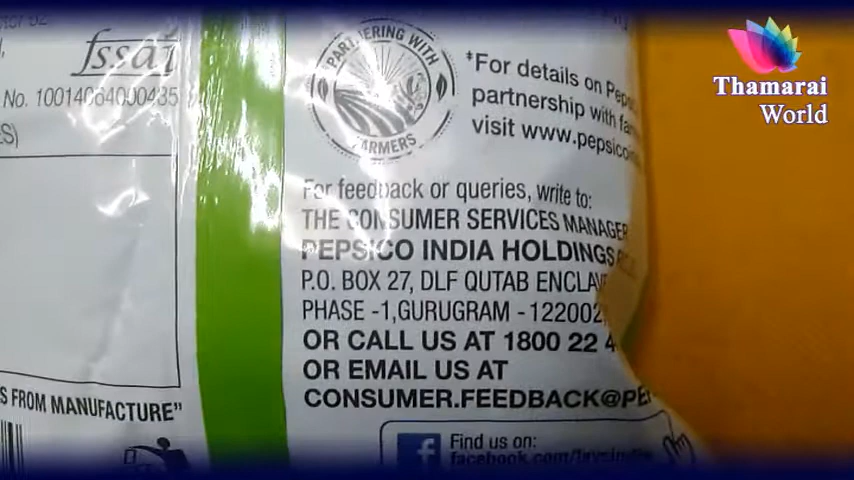 fssai
No. 10014064000435
S FROM MANUFACTURE”
PARTNERING WITH
FARMERS
*For details on Peps
partnership with far
visit www.pepsico
For feedback or queries, write to:
THE CONSUMER SERVICES MANAGER
PEPSICO INDIA HOLDINGS
P.O. BOX 27, DLF QUTAB ENCLAV
PHASE -1,GURUGRAM - 122002
OR CALL US AT 1800 22 4
OR EMAIL US AT
CONSUMER.FEEDBACK@PE
Find us on:
Thamarai
World